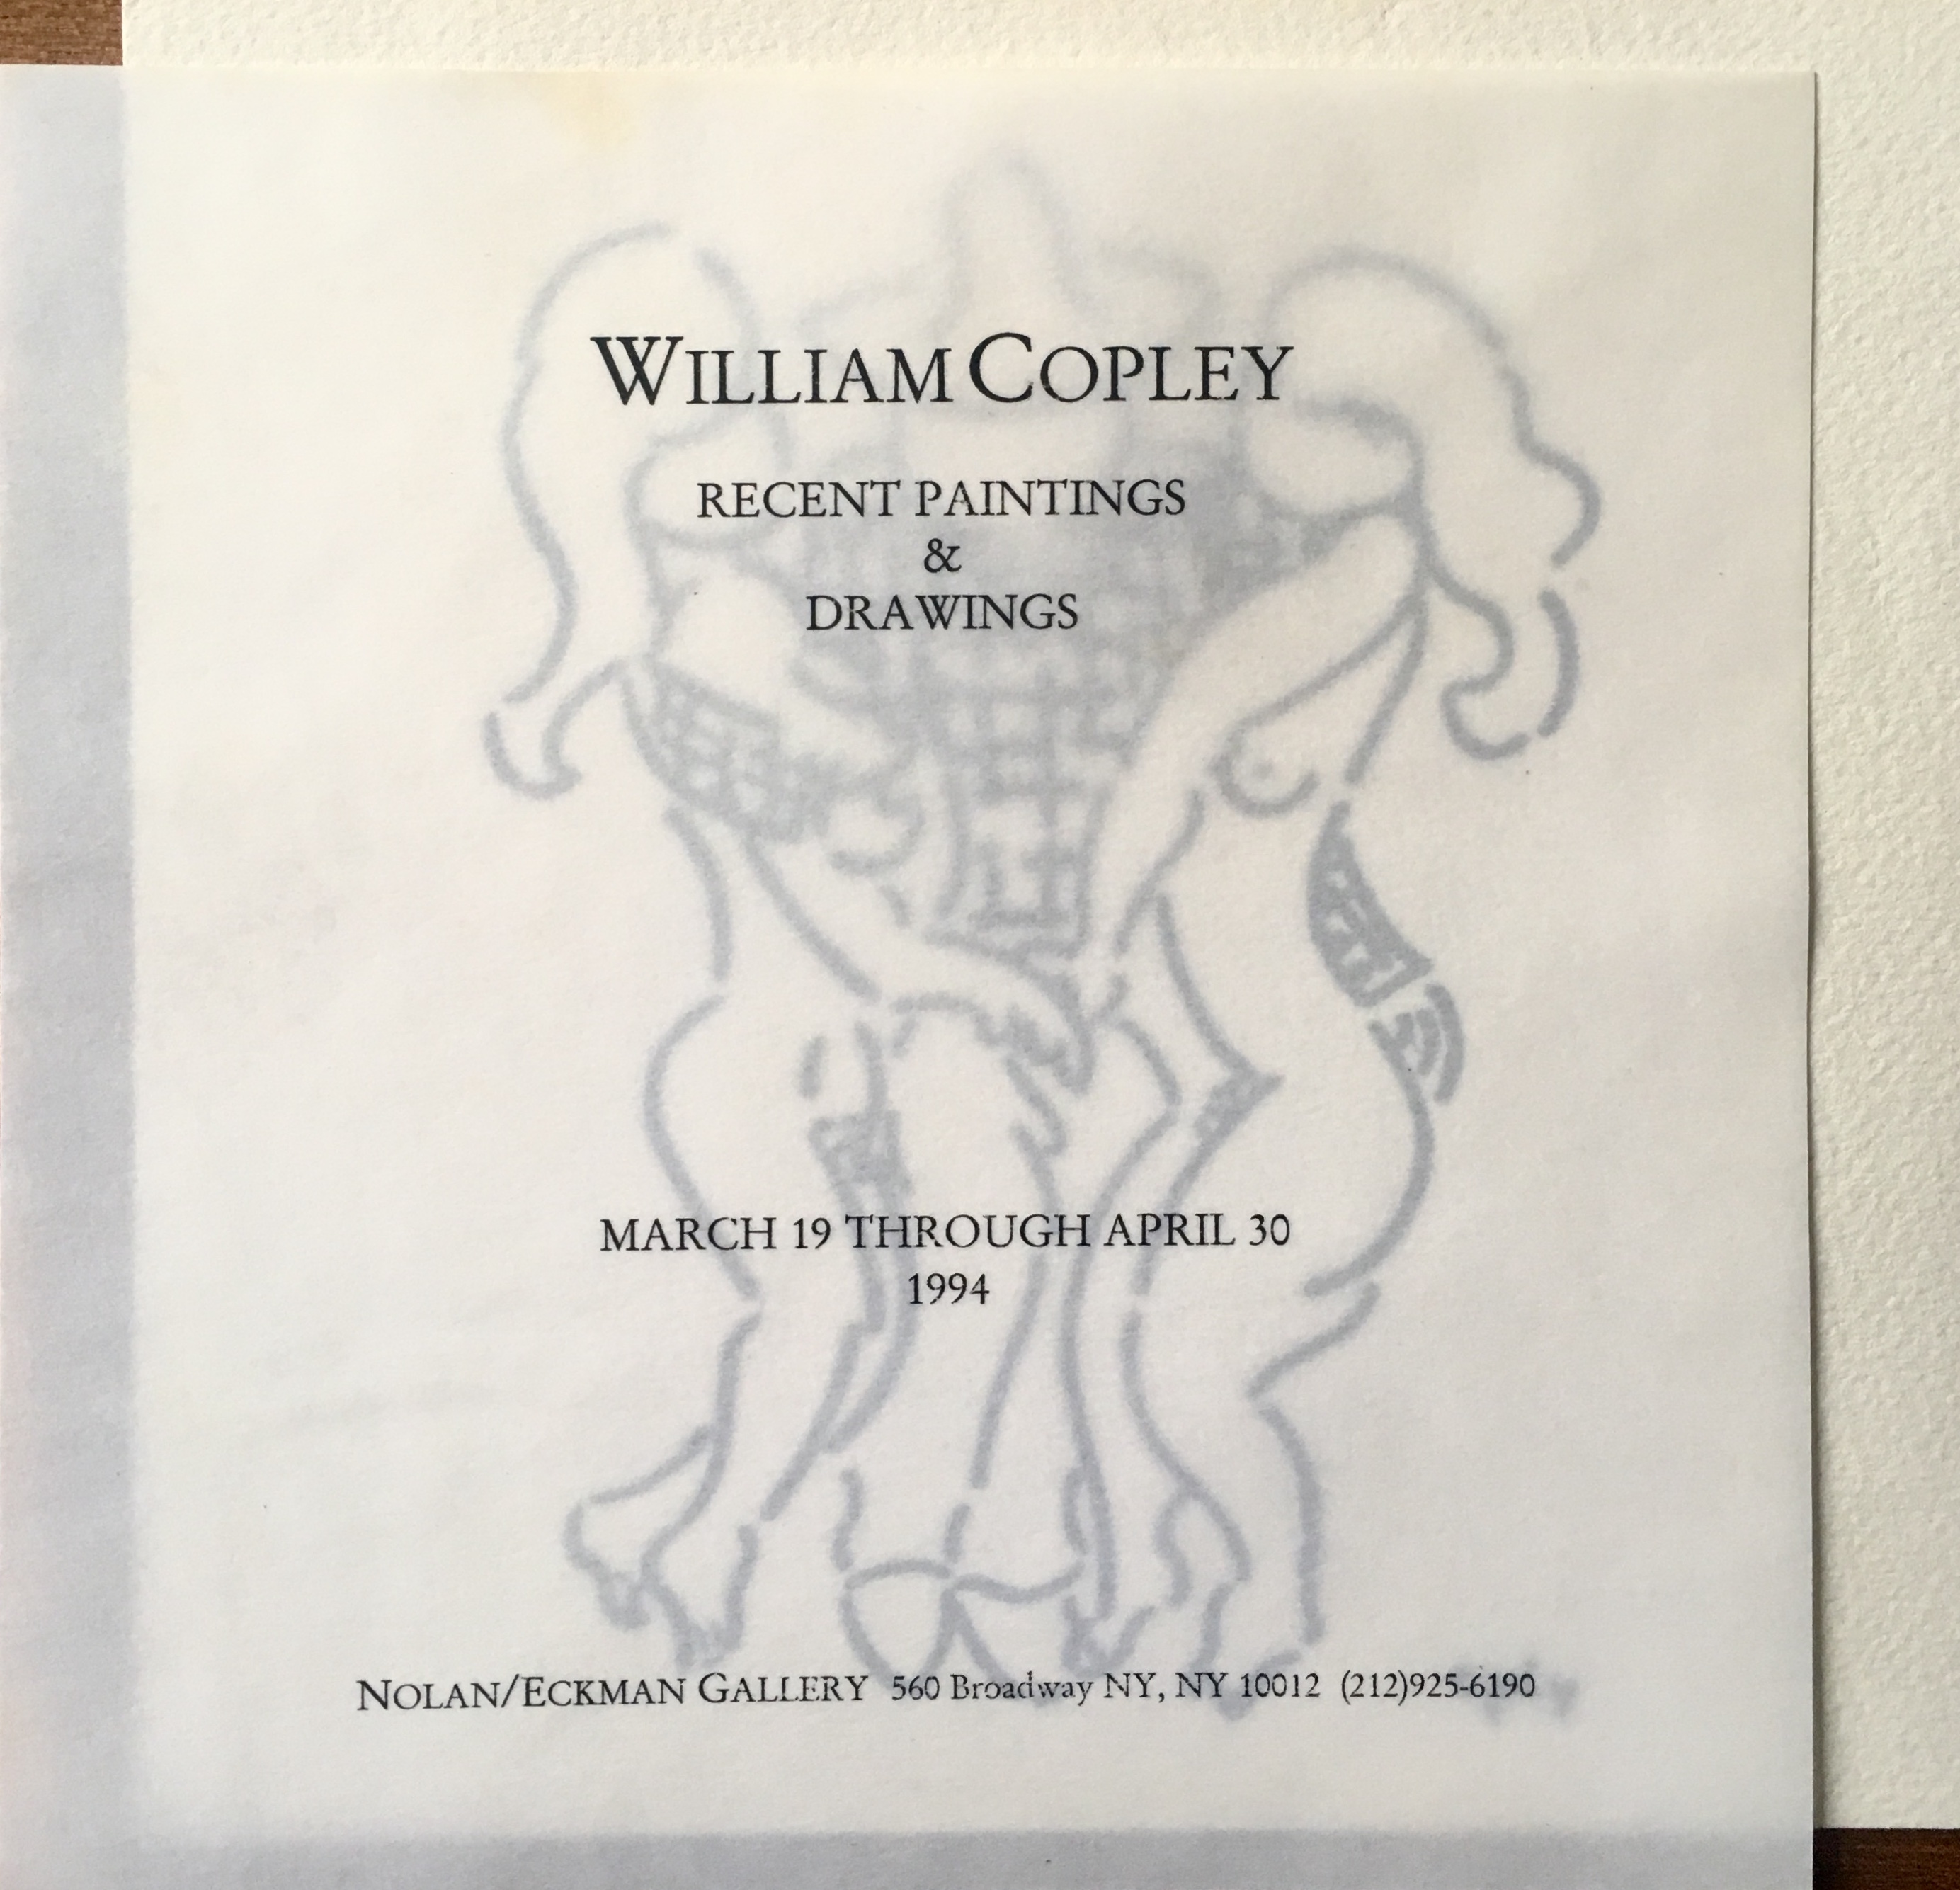 WILLIAM COPLEY
RECENT PAINTINGS
&
DRAWINGS
MARCH 19 THROUGH APRIL 30
1994
NOLAN/ECKMAN GALLERY 560 Broadway NY, NY 10012 (212)925-6190